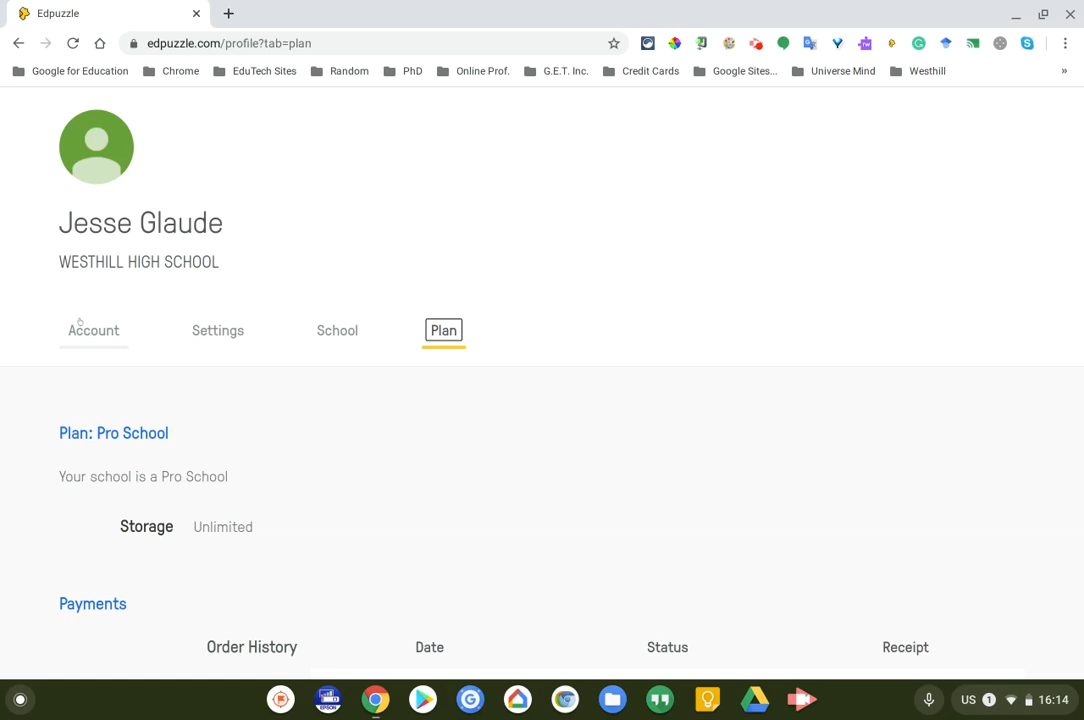 Edpuzzle
edpuzzle.com/profile?tab=plan
Google for Education Chrome EduTech Sites Random PhD Online Prof. G.E.T. Inc. Credit Cards Google Sites... Universe Mind Westhill »
Jesse Glaude
WESTHILL HIGH SCHOOL
Account Settings School Plan
Plan: Pro School
Your school is a Pro School
Storage Unlimited
Payments
Order History Date Status Receipt
US 1 16:14